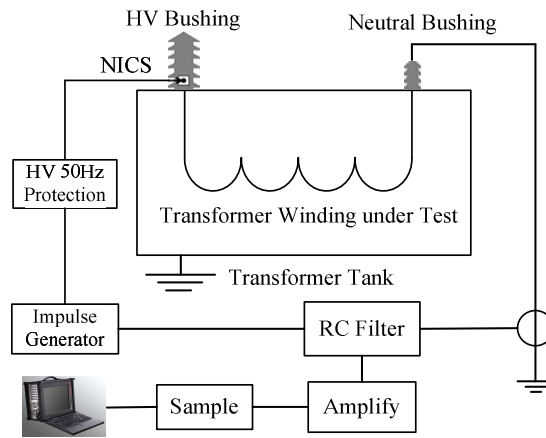 HV Bushing
Neutral Bushing
NICS
HV 50Hz
Protection
Transformer Winding under Test
Transformer Tank
Impulse
Generator
RC Filter
Sample
Amplify